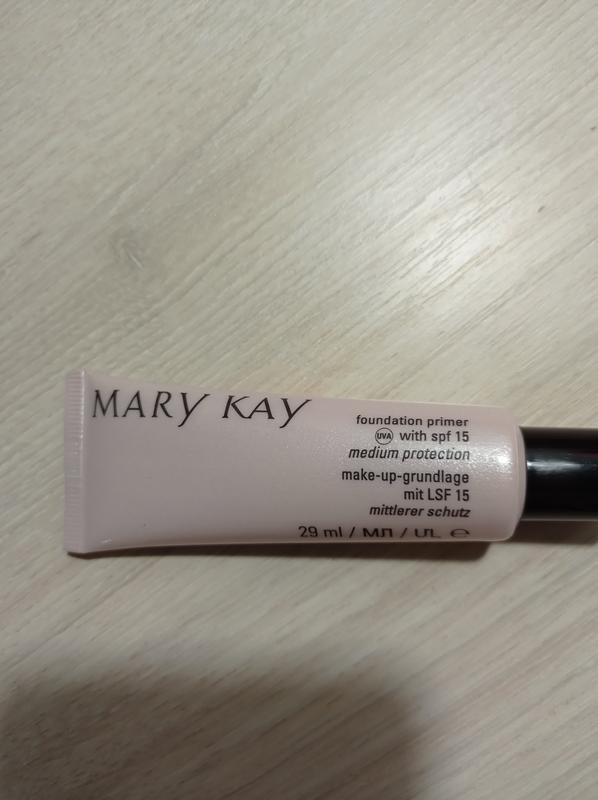 MARY KAY
foundation primer
UVA with spf 15
medium protection
make-up-grundlage
mit LSF 15
mittlerer schutz
29 ml / МЛ / ℮